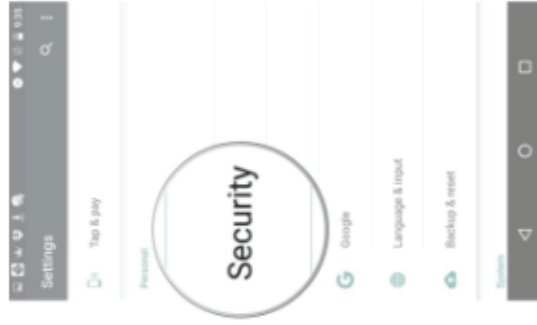 9:35
Settings
Tap & pay
Personal
Security
Google
Language & input
Backup & reset
System